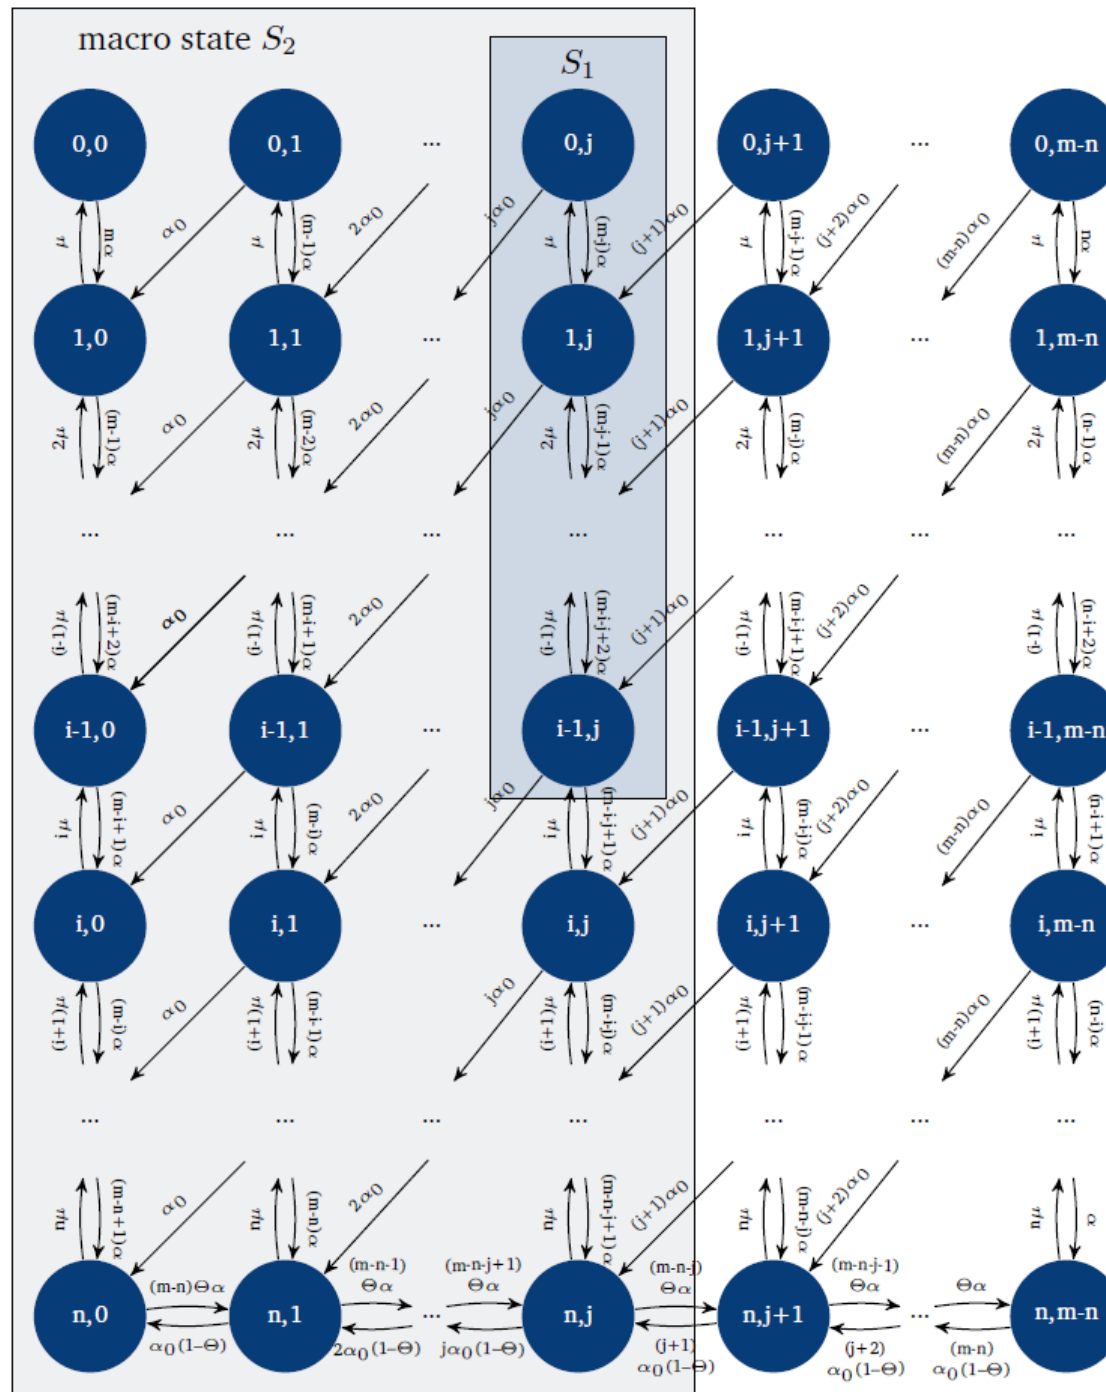 macro state S₂
S₁
0,0 0,1 ... 0,j 0,j+1 ... 0,m-n
α₀ 2α₀ jα₀ (j+1)α₀ (j+2)α₀ (m-n)α₀
μ mα μ (m-1)α μ (m-j)α μ (m-j-1)α μ nα
1,0 1,1 ... 1,j 1,j+1 ... 1,m-n
α₀ 2α₀ jα₀ (j+1)α₀ (m-n)α₀
2μ (m-1)α 2μ (m-2)α 2μ (m-j-1)α 2μ (m-j)α 2μ (n-1)α
... ... ... ... ... ... ...
α₀ 2α₀ (j+1)α₀ (j+2)α₀
(i-1)μ (m-i+2)α (i-1)μ (m-i+1)α (i-1)μ (m-i-j+2)α (i-1)μ (m-i-j+1)α (i-1)μ (n-i+2)α
i-1,0 i-1,1 ... i-1,j i-1,j+1 ... i-1,m-n
α₀ 2α₀ jα₀ (j+1)α₀ (j+2)α₀ (m-n)α₀
iμ (m-i+1)α iμ (m-i)α iμ (m-i-j+1)α iμ (m-i-j)α iμ (n-i+1)α
i,0 i,1 ... i,j i,j+1 ... i,m-n
α₀ jα₀ (j+1)α₀ (m-n)α₀
(i+1)μ (m-i)α (i+1)μ (m-i-1)α (i+1)μ (m-i-j)α (i+1)μ (m-i-j-1)α (i+1)μ (n-i)α
... ... ... ... ... ... ...
α₀ 2α₀ (j+1)α₀ (j+2)α₀
nμ (m-n+1)α nμ (m-n)α nμ (m-n-j+1)α nμ (m-n-j)α nμ α
(m-n)Θα (m-n-1) (m-n-j+1) (m-n-j) (m-n-j-1)
Θα Θα Θα Θα Θα
n,0 n,1 ... n,j n,j+1 ... n,m-n
α₀(1-Θ) 2α₀(1-Θ) jα₀(1-Θ) (j+1) (j+2) (m-n)
α₀(1-Θ) α₀(1-Θ) α₀(1-Θ)